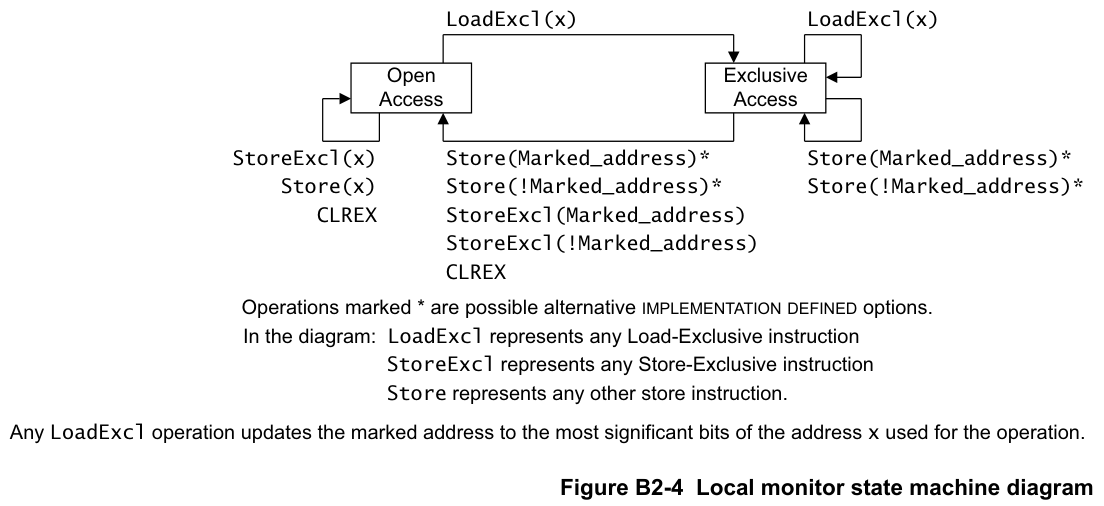 LoadExcl(x)
LoadExcl(x)
Open
Access
Exclusive
Access
StoreExcl(x)
Store(x)
CLREX
Store(Marked_address)*
Store(!Marked_address)*
StoreExcl(Marked_address)
StoreExcl(!Marked_address)
CLREX
Store(Marked_address)*
Store(!Marked_address)*
Operations marked * are possible alternative IMPLEMENTATION DEFINED options.
In the diagram: LoadExcl represents any Load-Exclusive instruction
StoreExcl represents any Store-Exclusive instruction
Store represents any other store instruction.
Any LoadExcl operation updates the marked address to the most significant bits of the address x used for the operation.
Figure B2-4 Local monitor state machine diagram